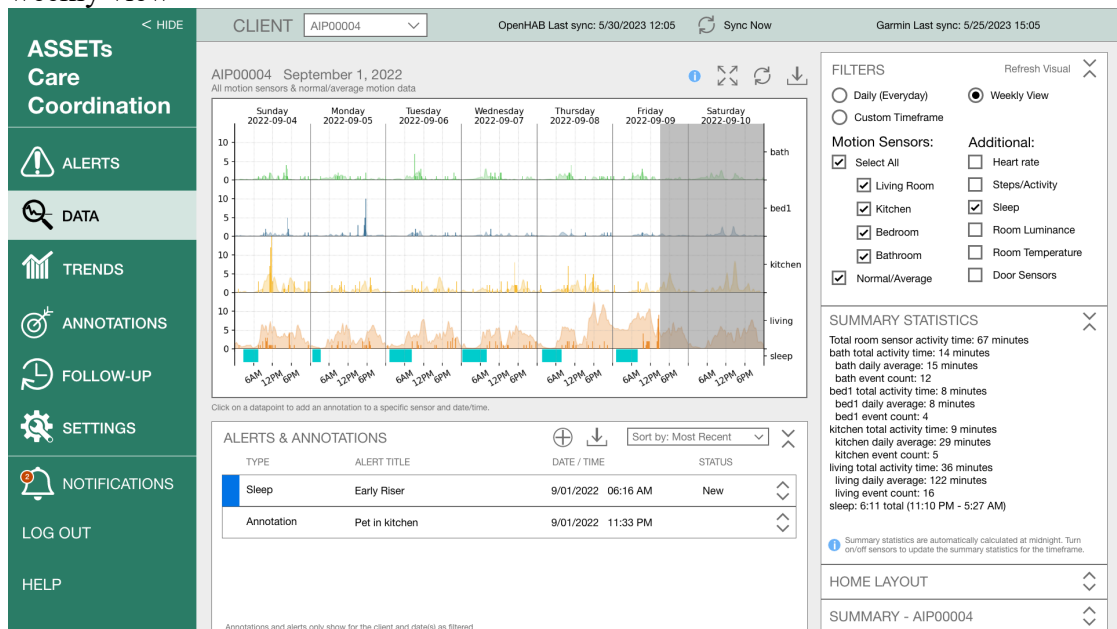 weekly view
< HIDE
ASSETs
Care
Coordination
ALERTS
DATA
TRENDS
ANNOTATIONS
FOLLOW-UP
SETTINGS
2
NOTIFICATIONS
LOG OUT
HELP
CLIENT AIP00004 OpenHAB Last sync: 5/30/2023 12:05 Sync Now Garmin Last sync: 5/25/2023 15:05
AIP00004 September 1, 2022
All motion sensors & normal/average motion data
Sunday Monday Tuesday Wednesday Thursday Friday Saturday
2022-09-04 2022-09-05 2022-09-06 2022-09-07 2022-09-08 2022-09-09 2022-09-10
10
5
0
bath
10
5
0
bed1
10
5
0
kitchen
10
5
0
living
sleep
6AM 12PM 6PM 6AM 12PM 6PM 6AM 12PM 6PM 6AM 12PM 6PM 6AM 12PM 6PM 6AM 12PM 6PM 6AM 12PM 6PM
Click on a datapoint to add an annotation to a specific sensor and date/time.
ALERTS & ANNOTATIONS Sort by: Most Recent
TYPE ALERT TITLE DATE / TIME STATUS
Sleep Early Riser 9/01/2022 06:16 AM New
Annotation Pet in kitchen 9/01/2022 11:33 PM
Annotations and alerts only show for the client and date(s) as filtered
FILTERS Refresh Visual
Daily (Everyday) Weekly View
Custom Timeframe
Motion Sensors: Additional:
Select All Heart rate
Living Room Steps/Activity
Kitchen Sleep
Bedroom Room Luminance
Bathroom Room Temperature
Normal/Average Door Sensors
SUMMARY STATISTICS
Total room sensor activity time: 67 minutes
bath total activity time: 14 minutes
bath daily average: 15 minutes
bath event count: 12
bed1 total activity time: 8 minutes
bed1 daily average: 8 minutes
bed1 event count: 4
kitchen total activity time: 9 minutes
kitchen daily average: 29 minutes
kitchen event count: 5
living total activity time: 36 minutes
living daily average: 122 minutes
living event count: 16
sleep: 6:11 total (11:10 PM - 5:27 AM)
Summary statistics are automatically calculated at midnight. Turn
on/off sensors to update the summary statistics for the timeframe.
HOME LAYOUT
SUMMARY - AIP00004